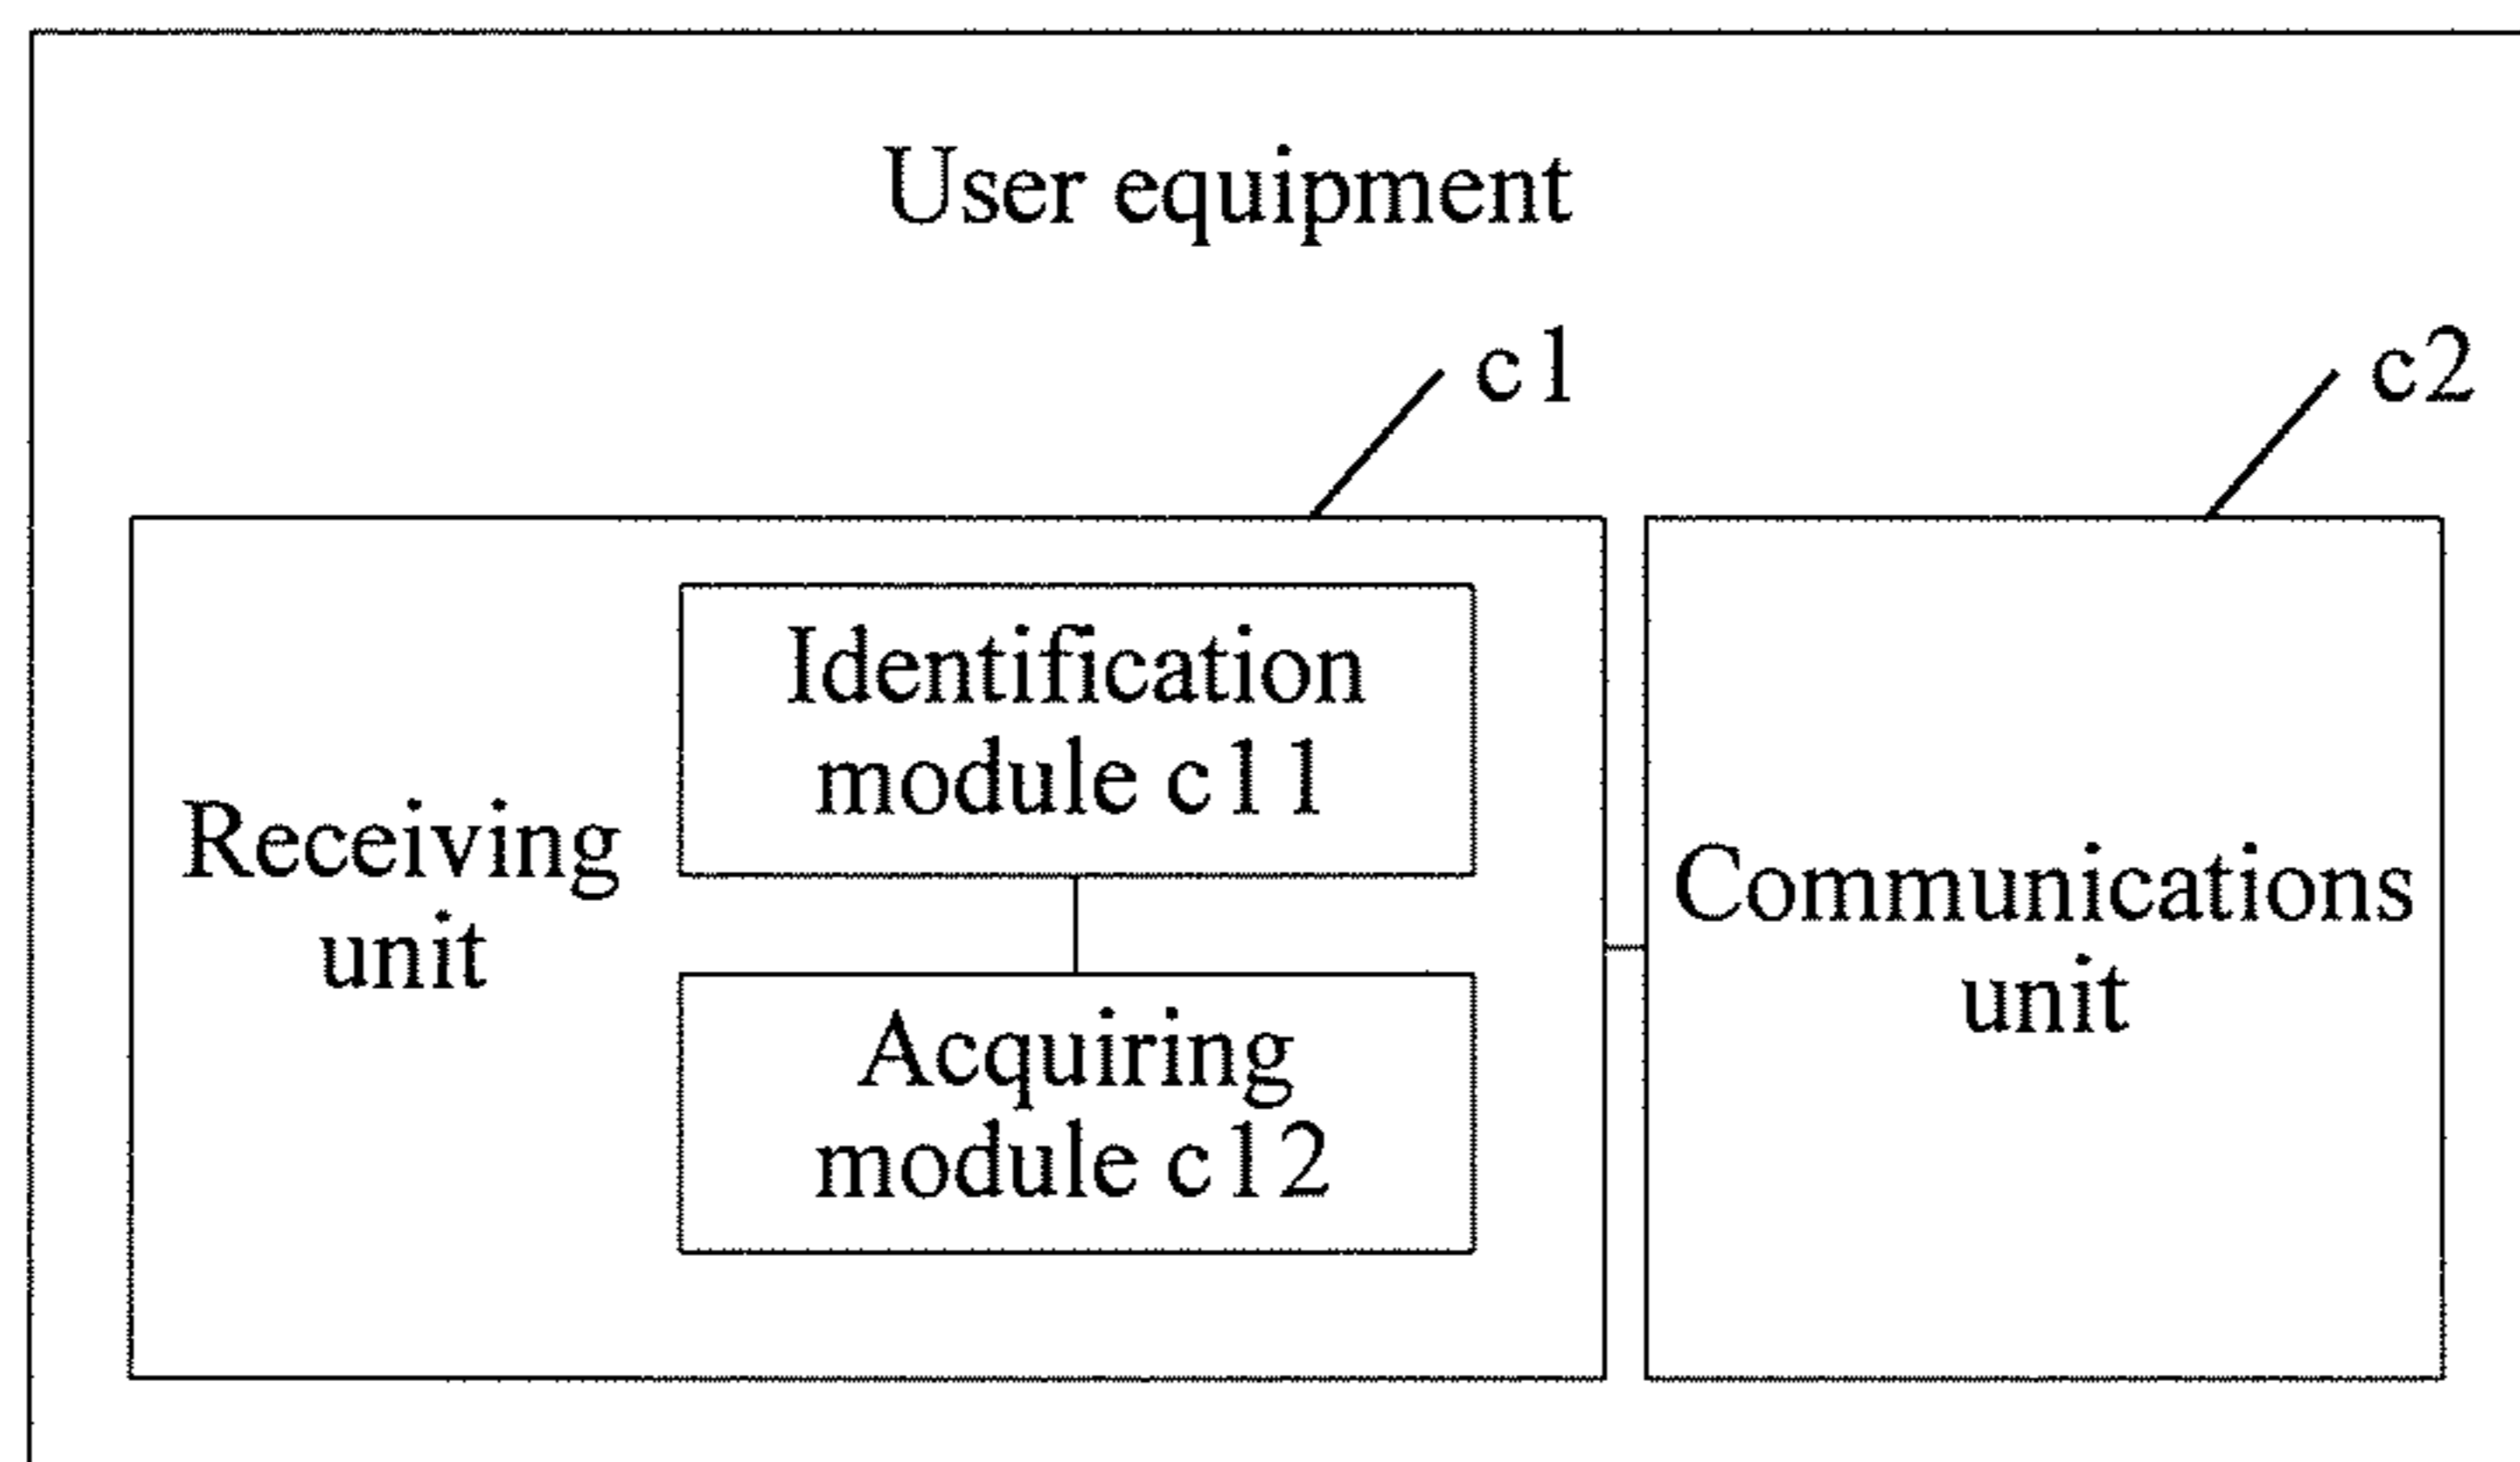 User equipment
c1
c2
Receiving
unit
Identification
module c11
Acquiring
module c12
Communications
unit